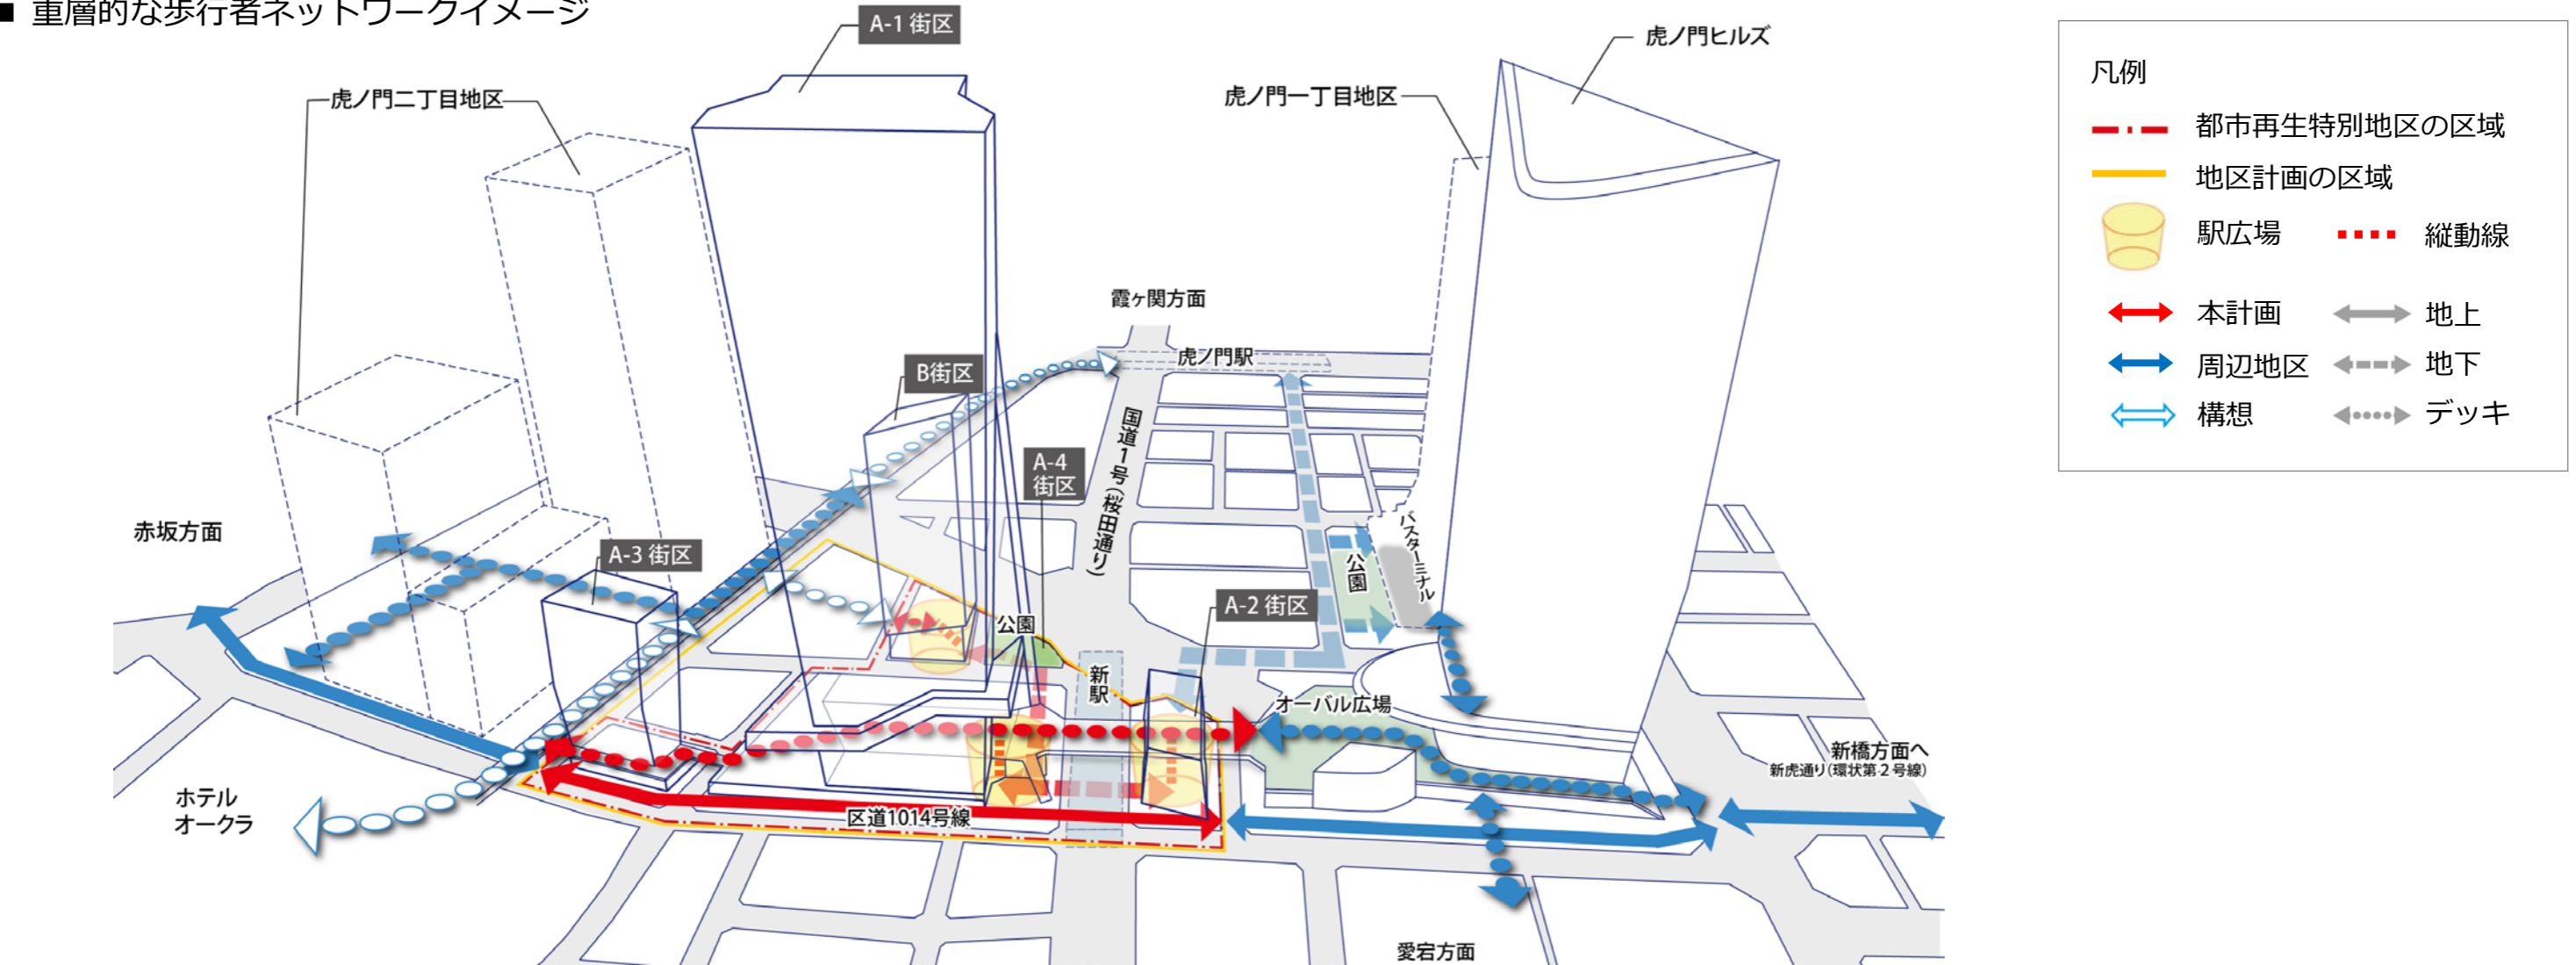 ■ 重層的な歩行者ネットワークイメージ
A-1 街区
虎ノ門ヒルズ
虎ノ門二丁目地区
虎ノ門一丁目地区
霞ヶ関方面
虎ノ門駅
B街区
国道1号(桜田通り)
A-4
街区
赤坂方面
A-3 街区
バスターミナル
公園
A-2 街区
公園
新駅
オーバル広場
新橋方面へ
新虎通り(環状第2号線)
ホテル
オークラ
区道1014号線
愛宕方面
凡例
都市再生特別地区の区域
地区計画の区域
駅広場
縦動線
本計画
地上
周辺地区
地下
構想
デッキ